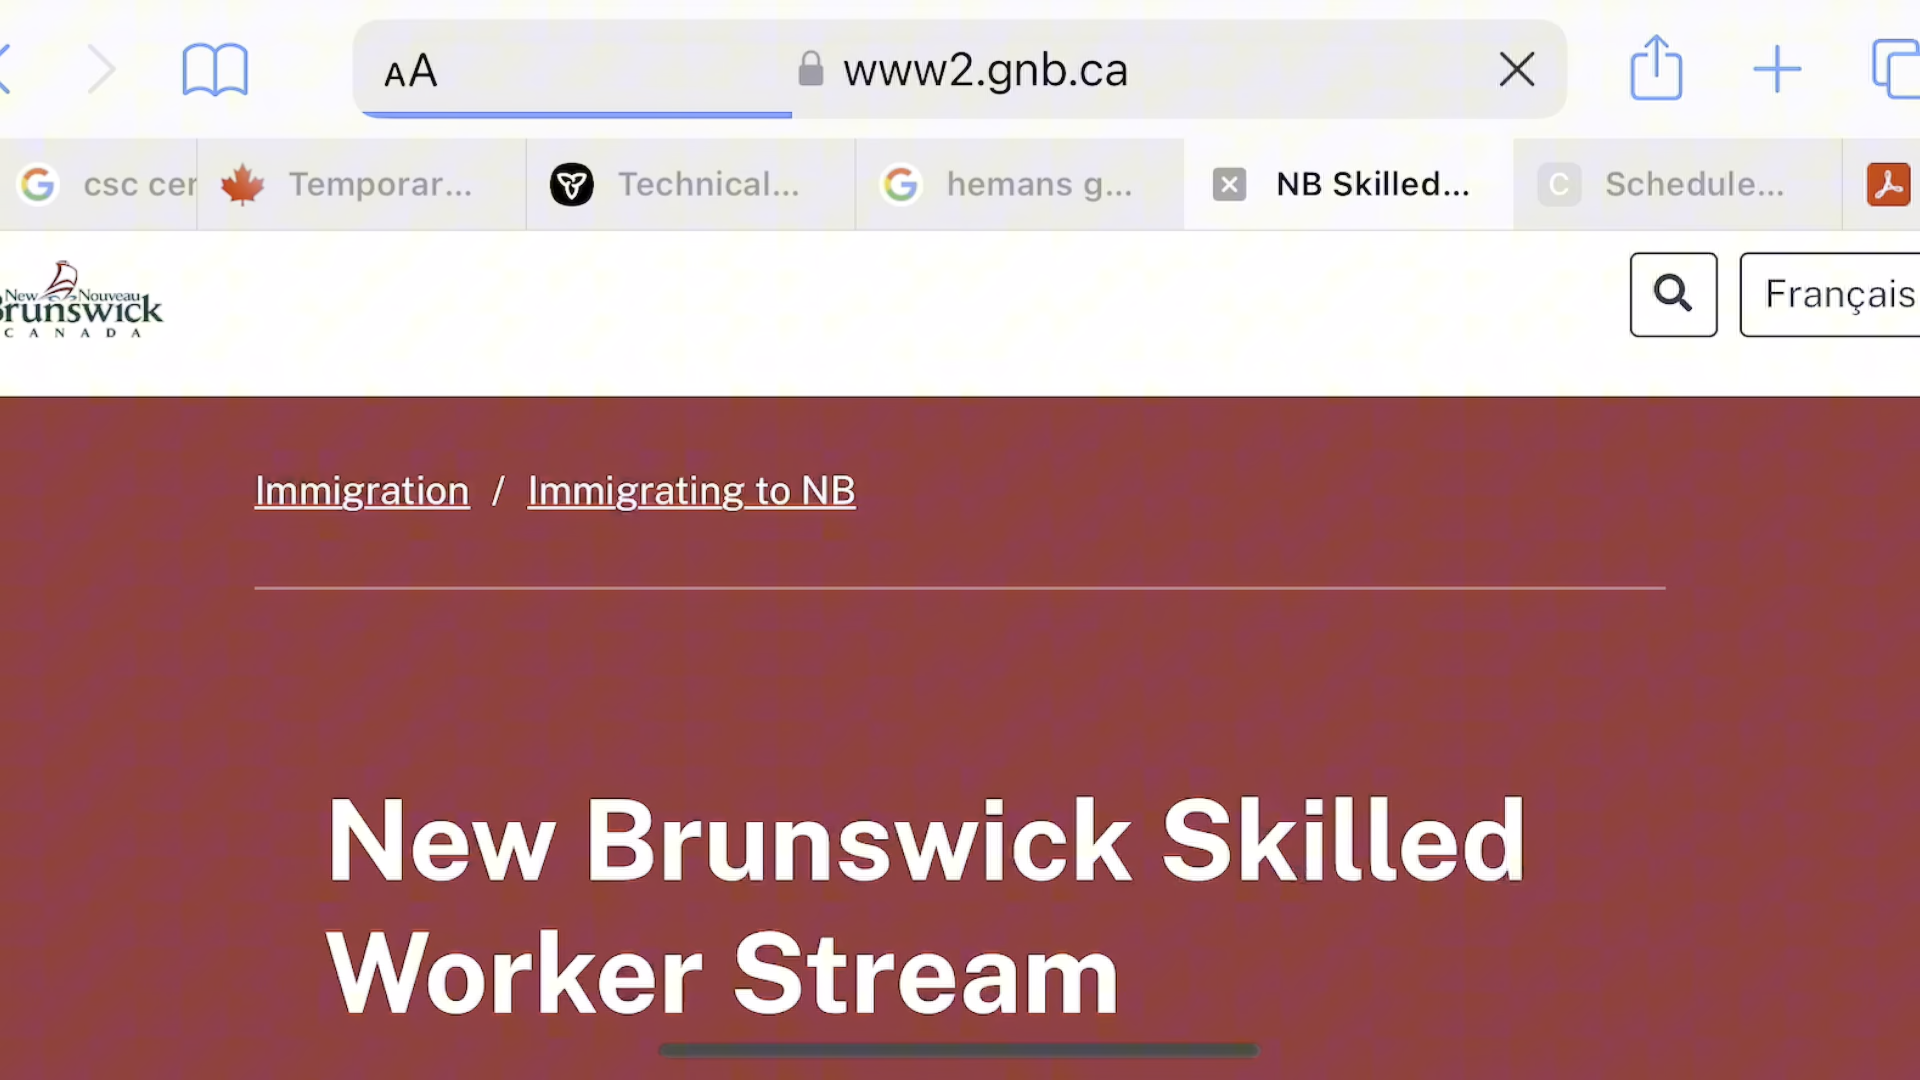 AA www2.gnb.ca
csc cer Temporar... Technical... hemans g... NB Skilled... C Schedule...
New Nouveau
Brunswick
CANADA
Français
Immigration / Immigrating to NB
New Brunswick Skilled
Worker Stream